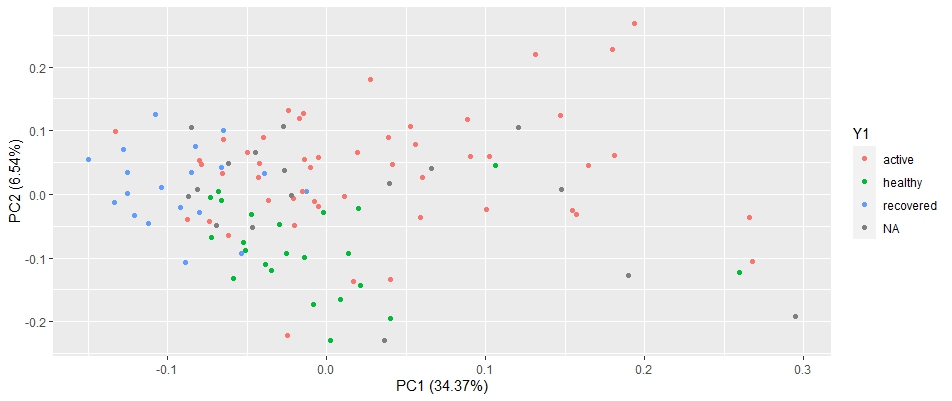 0.2
0.1
0.0
-0.1
-0.2
PC2 (6.54%)
-0.1
0.0
0.1
0.2
0.3
PC1 (34.37%)
Y1
active
healthy
recovered
NA